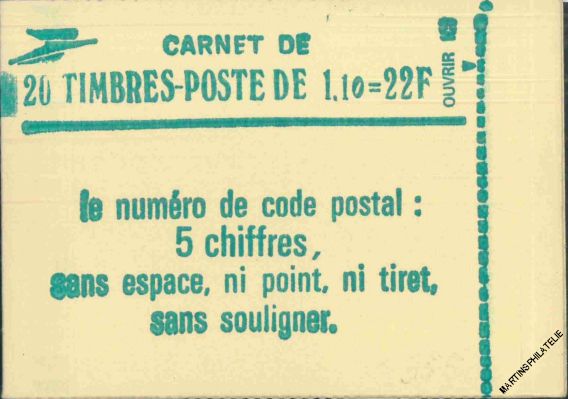 CARNET DE
20 TIMBRES-POSTE DE 1.10=22F
OUVRIR
le numéro de code postal :
5 chiffres,
sans espace, ni point, ni tiret,
sans souligner.
MARTINSPHILATELIE